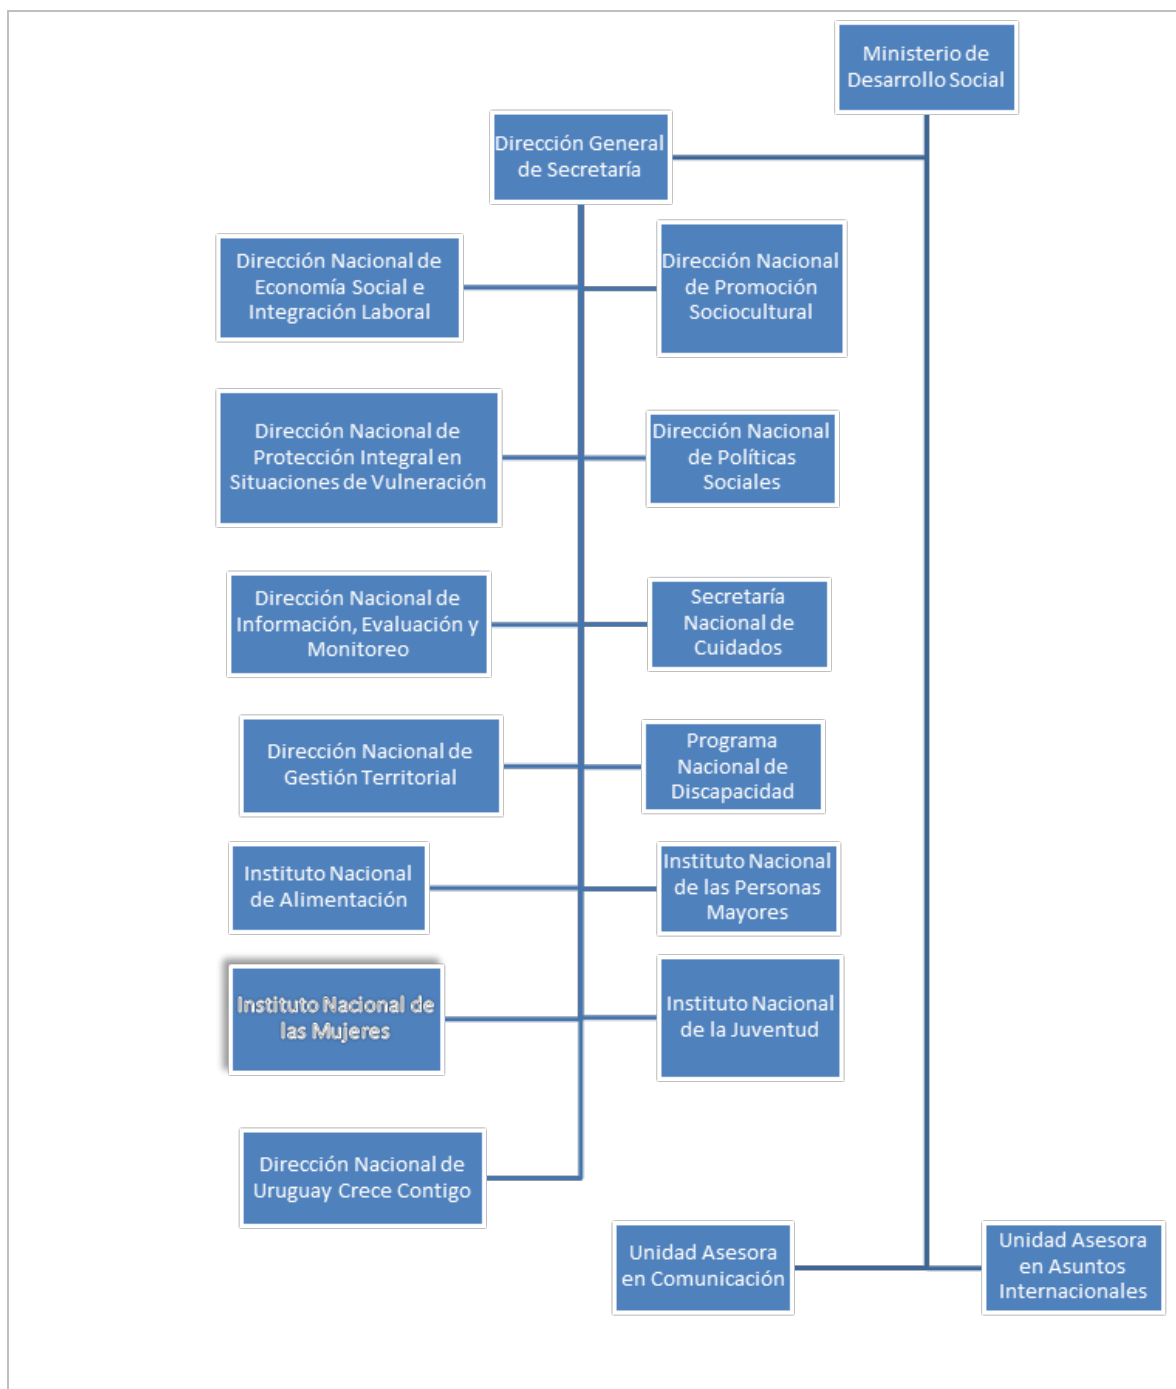 Ministerio de
Desarrollo Social
Dirección General
de Secretaría
Dirección Nacional de
Economía Social e
Integración Laboral
Dirección Nacional
de Promoción
Sociocultural
Dirección Nacional de
Protección Integral en
Situaciones de Vulneración
Dirección Nacional
de Políticas
Sociales
Dirección Nacional de
Información, Evaluación y
Monitoreo
Secretaría
Nacional de
Cuidados
Dirección Nacional de
Gestión Territorial
Programa
Nacional de
Discapacidad
Instituto Nacional
de Alimentación
Instituto Nacional
de las Personas
Mayores
Instituto Nacional de
las Mujeres
Instituto Nacional
de la Juventud
Dirección Nacional de
Uruguay Crece Contigo
Unidad Asesora
en Comunicación
Unidad Asesora
en Asuntos
Internacionales